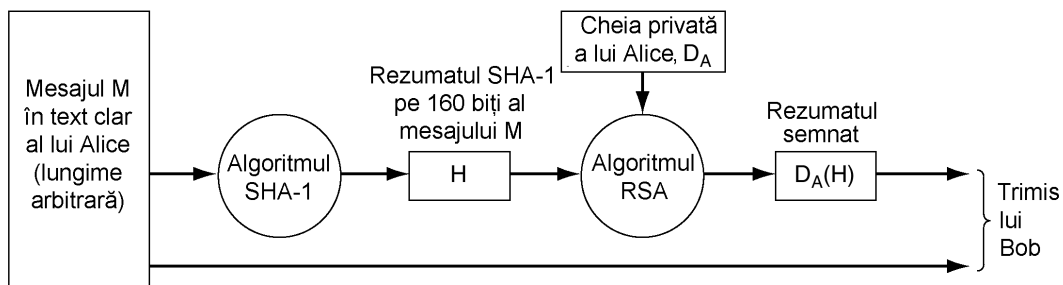 Mesajul M
în text clar
al lui Alice
(lungime
arbitrară)
Algoritmul
SHA-1
Rezumatul SHA-1
pe 160 biți al
mesajului M
H
Cheia privată
a lui Alice, DA
Algoritmul
RSA
Rezumatul
semnat
DA(H)
Trimis
lui
Bob